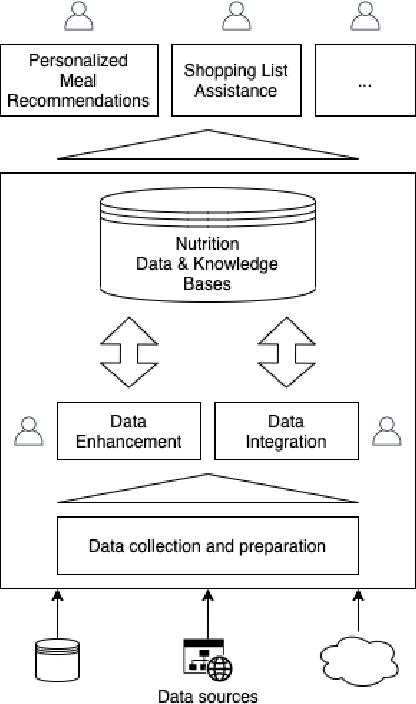 Personalized
Meal
Recommendations
Shopping List
Assistance
...
Nutrition
Data & Knowledge
Bases
Data
Enhancement
Data
Integration
Data collection and preparation
Data sources